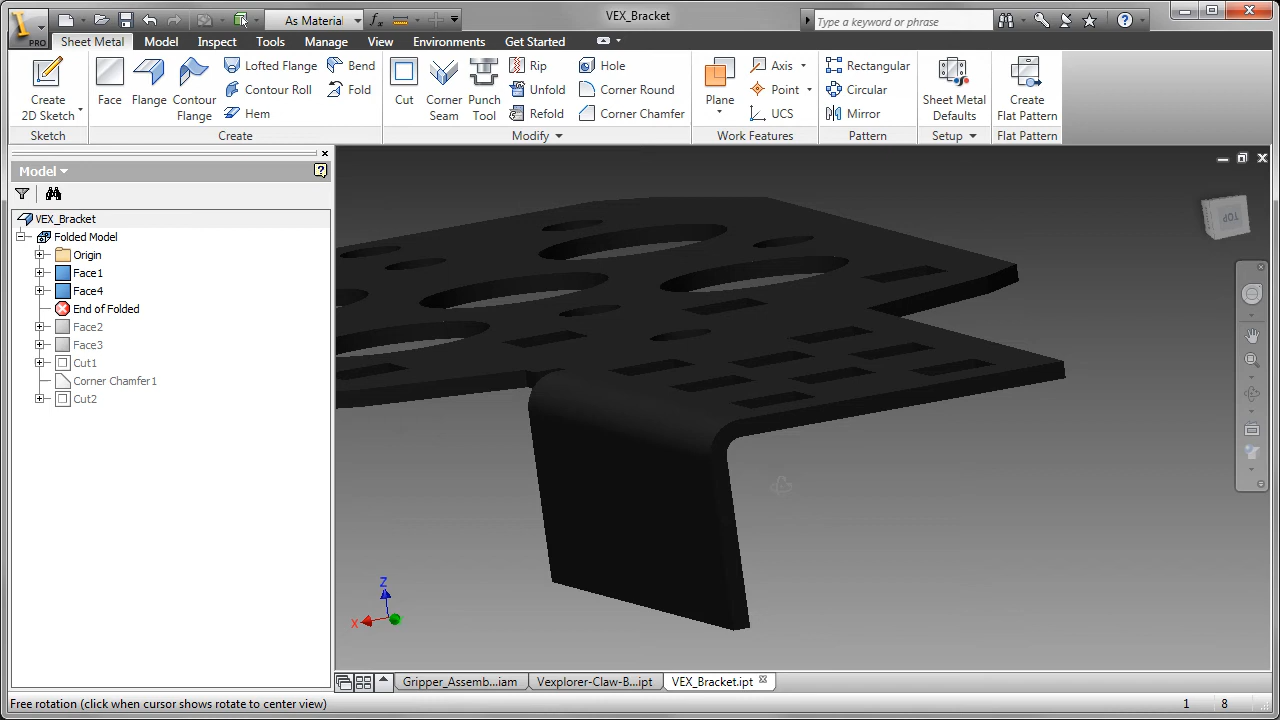 As Material
VEX_Bracket
Type a keyword or phrase
PRO
Sheet Metal Model Inspect Tools Manage View Environments Get Started
Create 2D Sketch
Face
Flange
Contour Flange
Lofted Flange
Contour Roll
Hem
Bend
Fold
Cut
Corner Seam
Punch Tool
Rip
Unfold
Refold
Hole
Corner Round
Corner Chamfer
Plane
Axis
Point
UCS
Rectangular
Circular
Mirror
Sheet Metal Defaults
Create Flat Pattern
Sketch Create Modify Work Features Pattern Setup Flat Pattern
Model
VEX_Bracket
Folded Model
Origin
Face1
Face4
End of Folded
Face2
Face3
Cut1
Corner Chamfer1
Cut2
TOP
Z
X
Gripper_Assemb...iam Vexplorer-Claw-B...ipt VEX_Bracket.ipt
Free rotation (click when cursor shows rotate to center view) 1 8